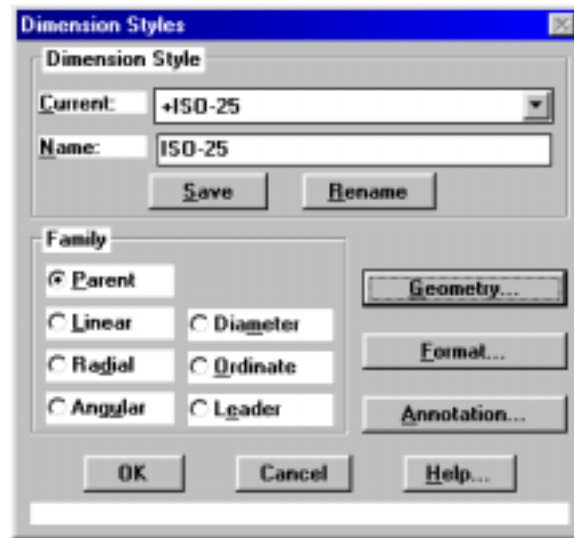 Dimension Styles
Dimension Style
Current: +ISO-25
Name: ISO-25
Save Rename
Family
Parent
Linear Diameter
Radial Ordinate
Angular Leader
Geometry...
Format...
Annotation...
OK Cancel Help...